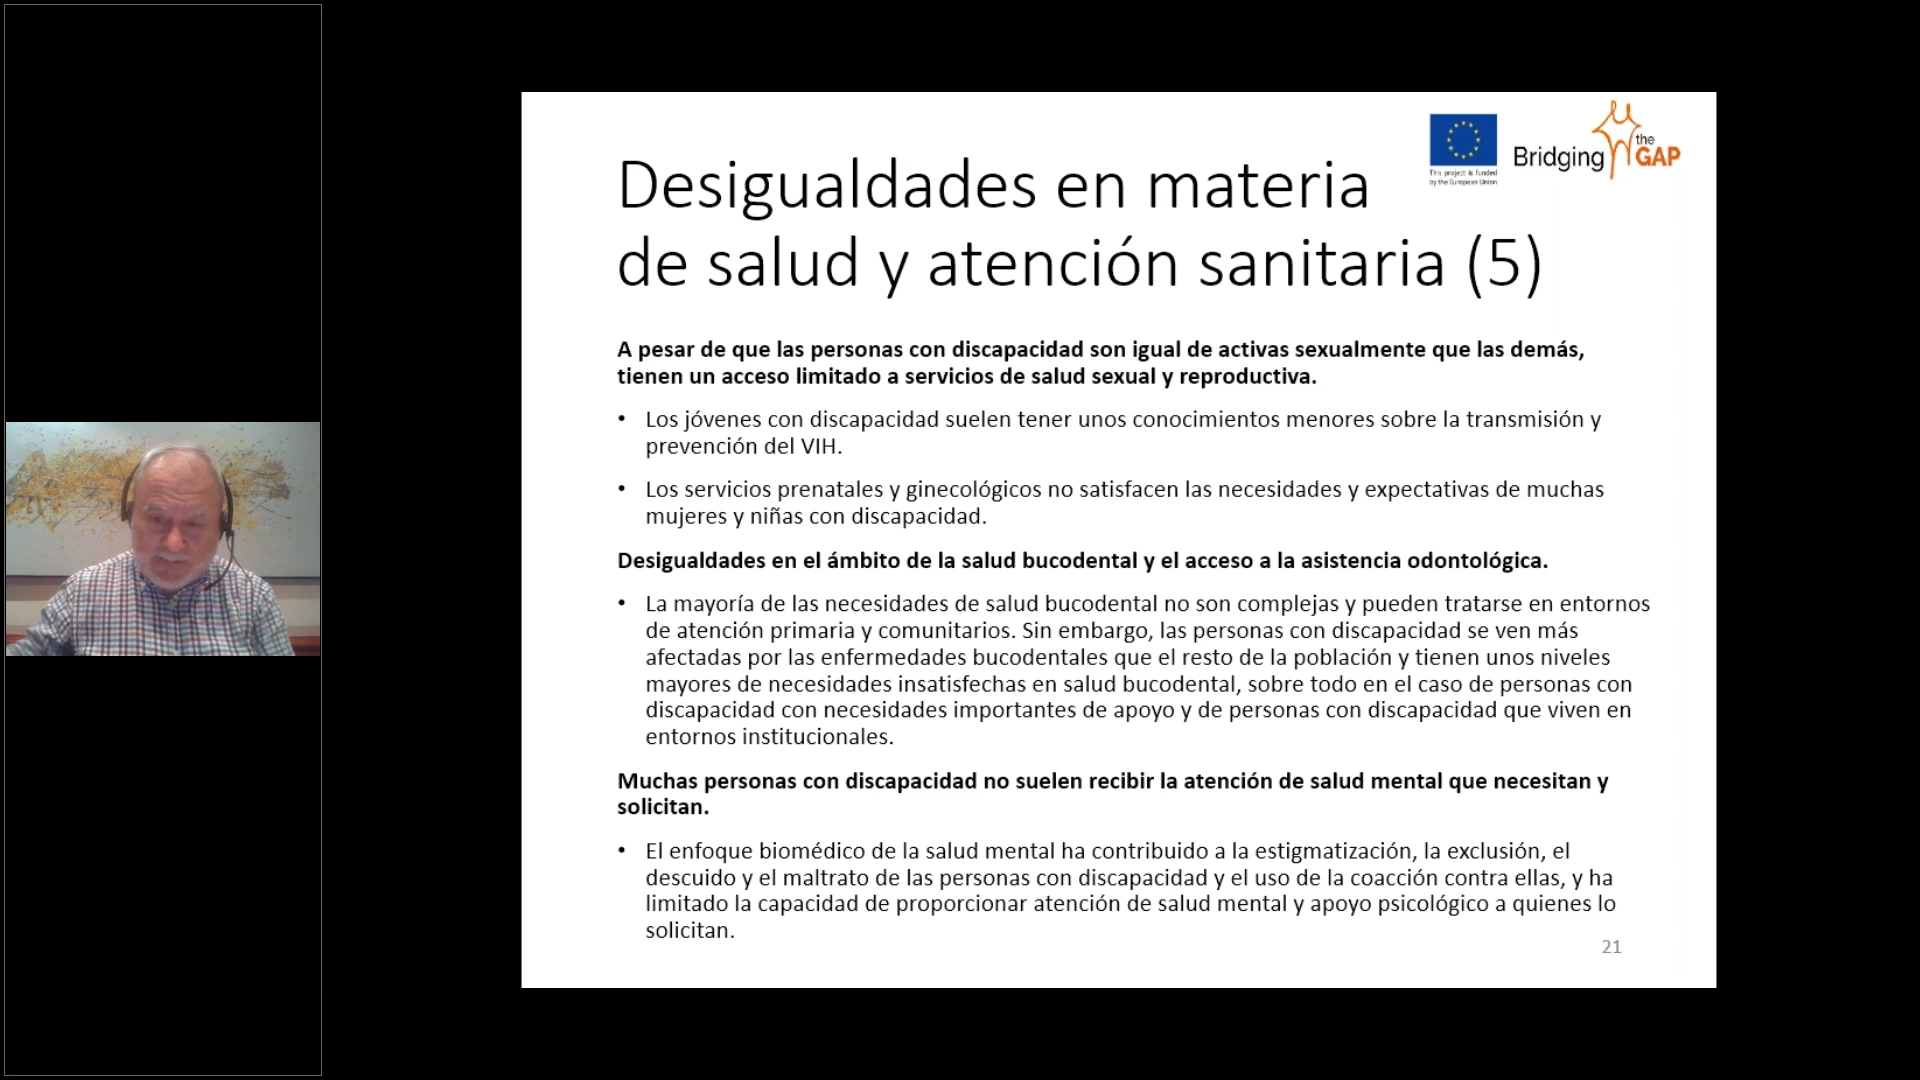 This project is funded
by the European Union
Bridging the GAP
Desigualdades en materia
de salud y atención sanitaria (5)
A pesar de que las personas con discapacidad son igual de activas sexualmente que las demás,
tienen un acceso limitado a servicios de salud sexual y reproductiva.
• Los jóvenes con discapacidad suelen tener unos conocimientos menores sobre la transmisión y
prevención del VIH.
• Los servicios prenatales y ginecológicos no satisfacen las necesidades y expectativas de muchas
mujeres y niñas con discapacidad.
Desigualdades en el ámbito de la salud bucodental y el acceso a la asistencia odontológica.
• La mayoría de las necesidades de salud bucodental no son complejas y pueden tratarse en entornos
de atención primaria y comunitarios. Sin embargo, las personas con discapacidad se ven más
afectadas por las enfermedades bucodentales que el resto de la población y tienen unos niveles
mayores de necesidades insatisfechas en salud bucodental, sobre todo en el caso de personas con
discapacidad con necesidades importantes de apoyo y de personas con discapacidad que viven en
entornos institucionales.
Muchas personas con discapacidad no suelen recibir la atención de salud mental que necesitan y
solicitan.
• El enfoque biomédico de la salud mental ha contribuido a la estigmatización, la exclusión, el
descuido y el maltrato de las personas con discapacidad y el uso de la coacción contra ellas, y ha
limitado la capacidad de proporcionar atención de salud mental y apoyo psicológico a quienes lo
solicitan.
21